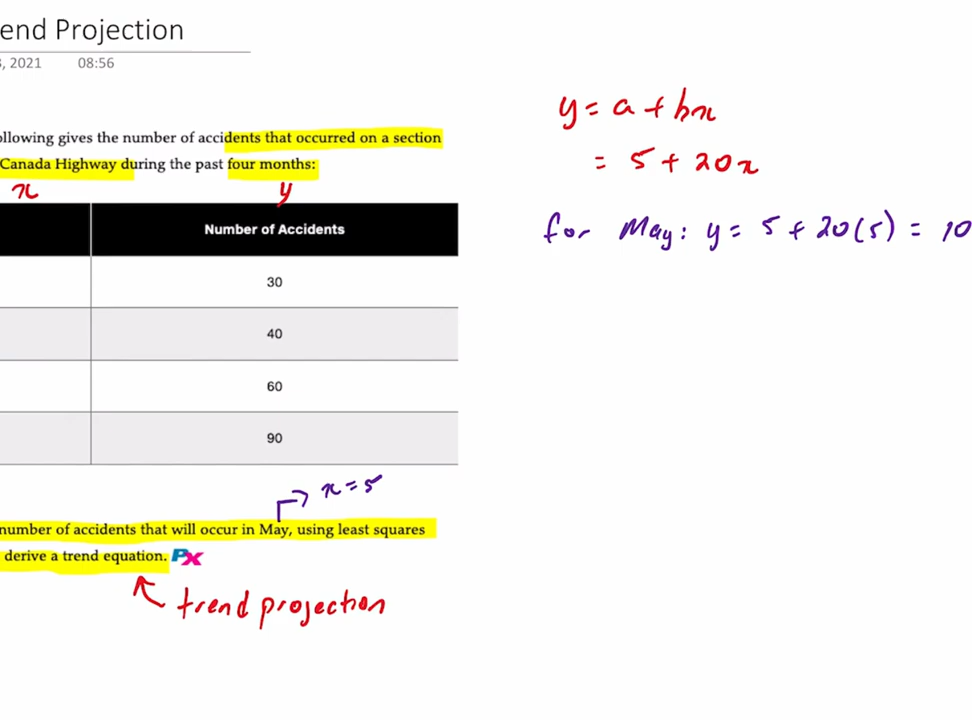 end Projection
, 2021 08:56
ollowing gives the number of accidents that occurred on a section
Canada Highway during the past four months:
x y
Number of Accidents
30
40
60
90
x = 5
number of accidents that will occur in May, using least squares
derive a trend equation. PX
trend projection
y = a + bx
= 5 + 20x
for May: y = 5 + 20(5) = 10